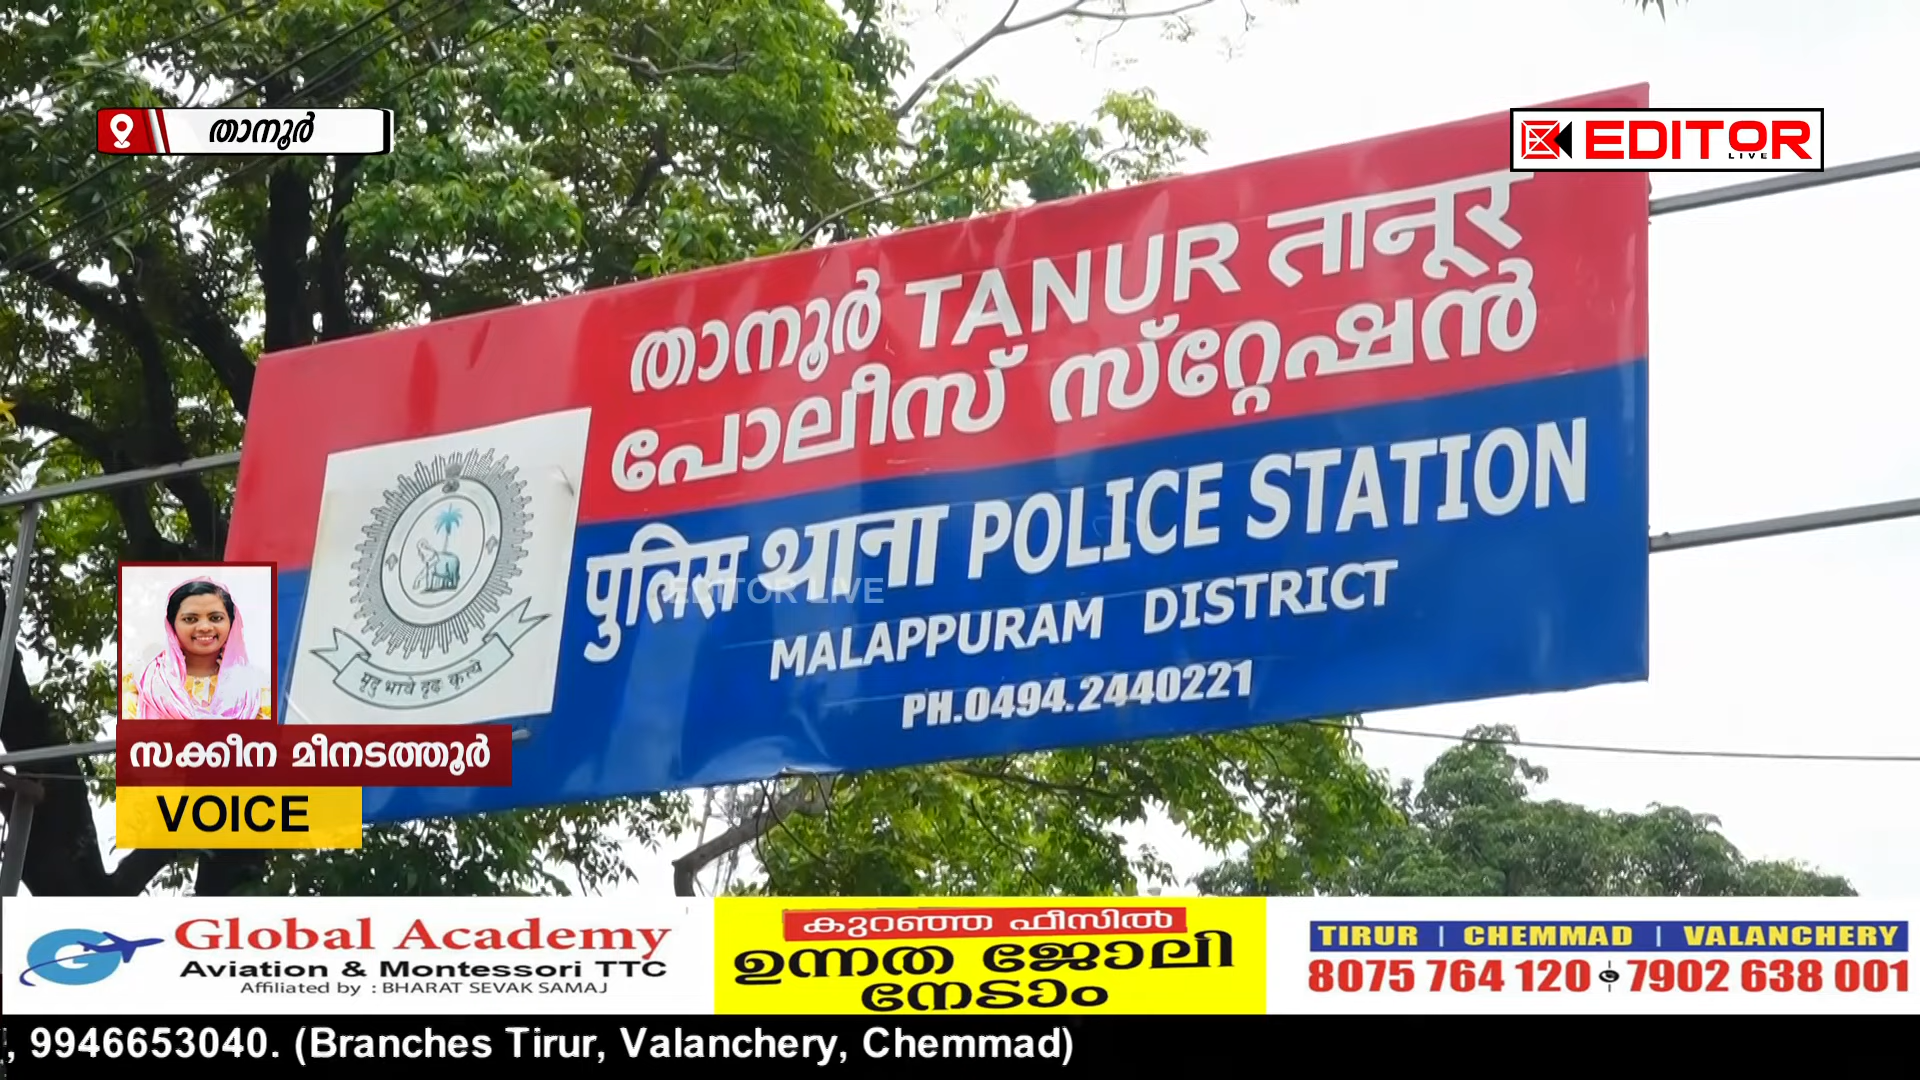 താനൂർ
EDITOR
LIVE
താനൂർ TANUR तानूर
പോലീസ് സ്റ്റേഷൻ
पुलिस थाना POLICE STATION
EDITOR LIVE
MALAPPURAM DISTRICT
PH.0494.2440221
मृदु भावे दृढ़ कृत्ये
സക്കീന മീനടത്തൂർ
VOICE
Global Academy
Aviation & Montessori TTC
Affiliated by : BHARAT SEVAK SAMAJ
കുറഞ്ഞ ഫീസിൽ
ഉന്നത ജോലി
നേടാം
TIRUR | CHEMMAD | VALANCHERY
8075 764 120 7902 638 001
, 9946653040. (Branches Tirur, Valanchery, Chemmad)